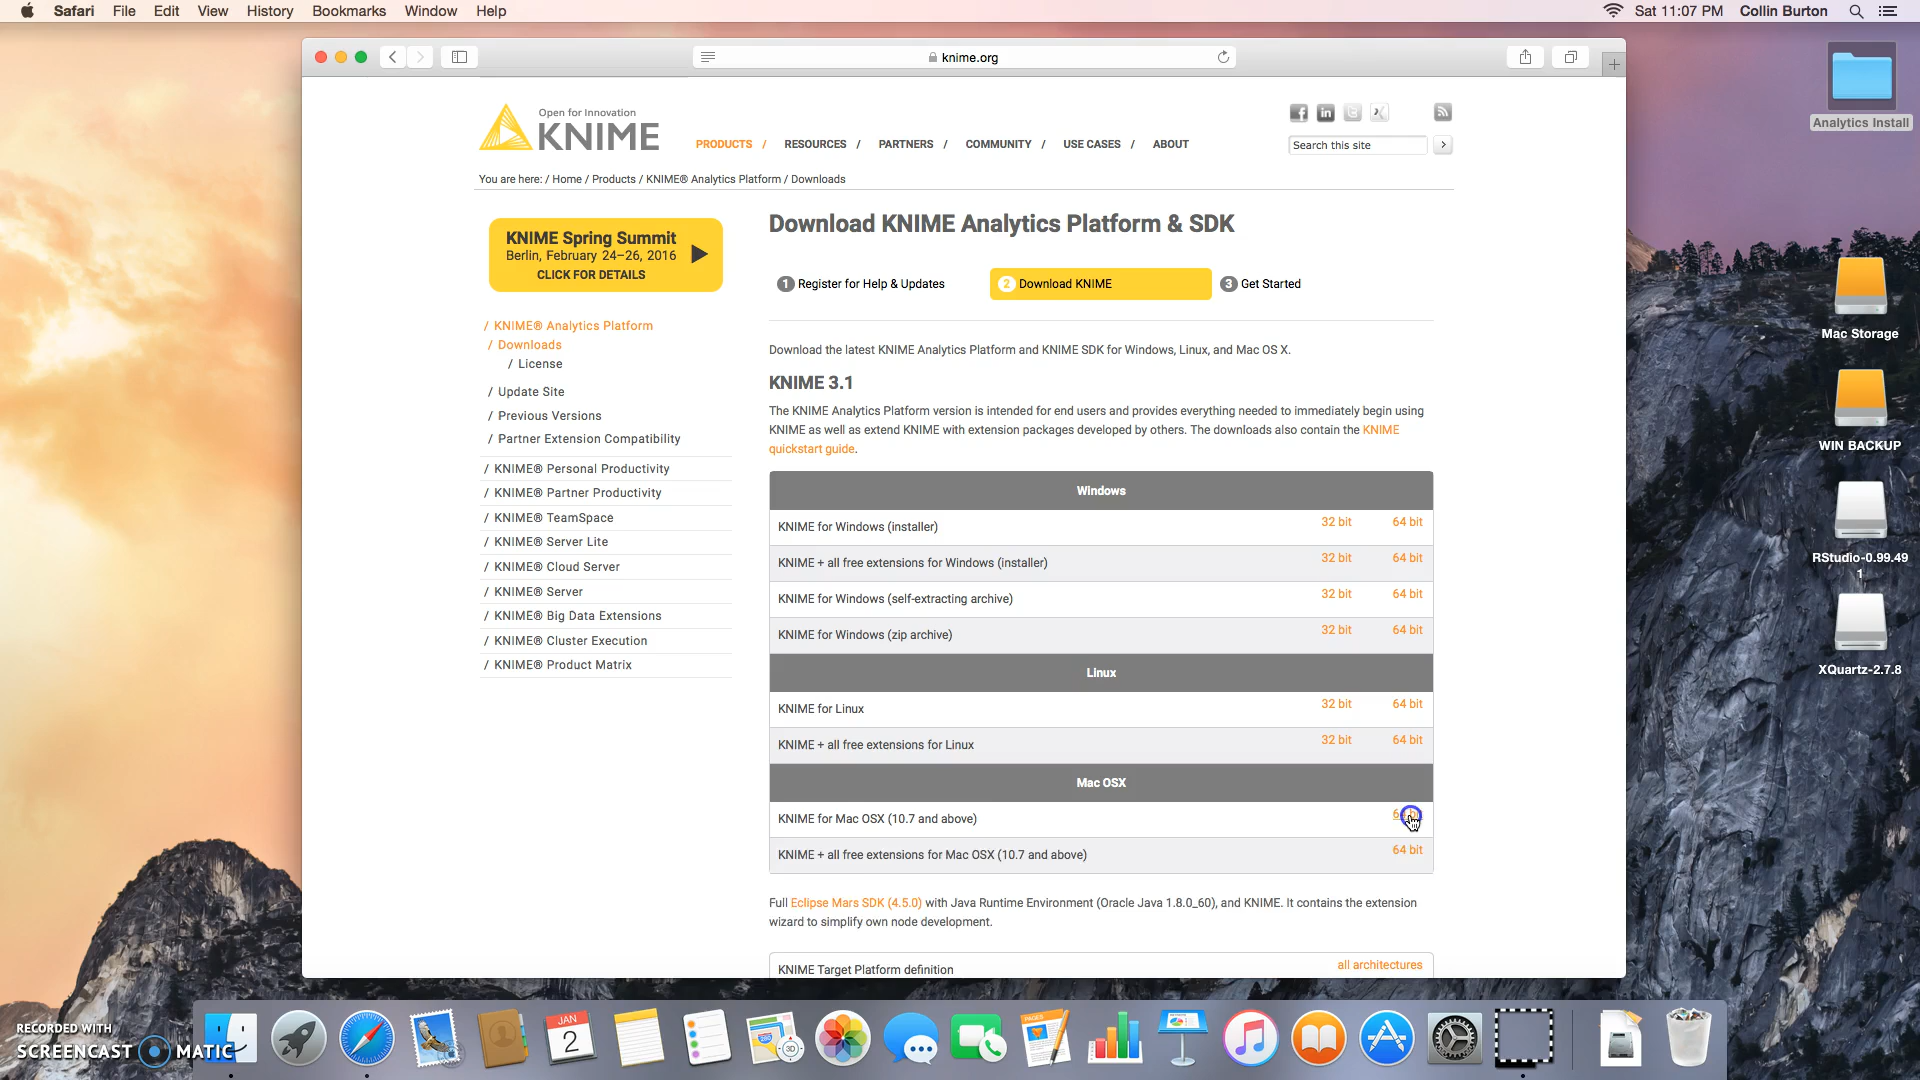 Safari File Edit View History Bookmarks Window Help
Sat 11:07 PM Collin Burton
knime.org
Analytics Install
Open for Innovation
KNIME
PRODUCTS / RESOURCES / PARTNERS / COMMUNITY / USE CASES / ABOUT
Search this site
You are here: / Home / Products / KNIME® Analytics Platform / Downloads
KNIME Spring Summit
Berlin, February 24–26, 2016
CLICK FOR DETAILS
/ KNIME® Analytics Platform
/ Downloads
/ License
/ Update Site
/ Previous Versions
/ Partner Extension Compatibility
/ KNIME® Personal Productivity
/ KNIME® Partner Productivity
/ KNIME® TeamSpace
/ KNIME® Server Lite
/ KNIME® Cloud Server
/ KNIME® Server
/ KNIME® Big Data Extensions
/ KNIME® Cluster Execution
/ KNIME® Product Matrix
Download KNIME Analytics Platform & SDK
1 Register for Help & Updates 2 Download KNIME 3 Get Started
Download the latest KNIME Analytics Platform and KNIME SDK for Windows, Linux, and Mac OS X.
KNIME 3.1
The KNIME Analytics Platform version is intended for end users and provides everything needed to immediately begin using
KNIME as well as extend KNIME with extension packages developed by others. The downloads also contain the KNIME
quickstart guide.
Windows
KNIME for Windows (installer) 32 bit 64 bit
KNIME + all free extensions for Windows (installer) 32 bit 64 bit
KNIME for Windows (self-extracting archive) 32 bit 64 bit
KNIME for Windows (zip archive) 32 bit 64 bit
Linux
KNIME for Linux 32 bit 64 bit
KNIME + all free extensions for Linux 32 bit 64 bit
Mac OSX
KNIME for Mac OSX (10.7 and above)
KNIME + all free extensions for Mac OSX (10.7 and above) 64 bit
Full Eclipse Mars SDK (4.5.0) with Java Runtime Environment (Oracle Java 1.8.0_60), and KNIME. It contains the extension
wizard to simplify own node development.
KNIME Target Platform definition all architectures
Mac Storage
WIN BACKUP
RStudio-0.99.49
1
XQuartz-2.7.8
RECORDED WITH
SCREENCAST MATIC
JAN
2
PAGES
280
3D